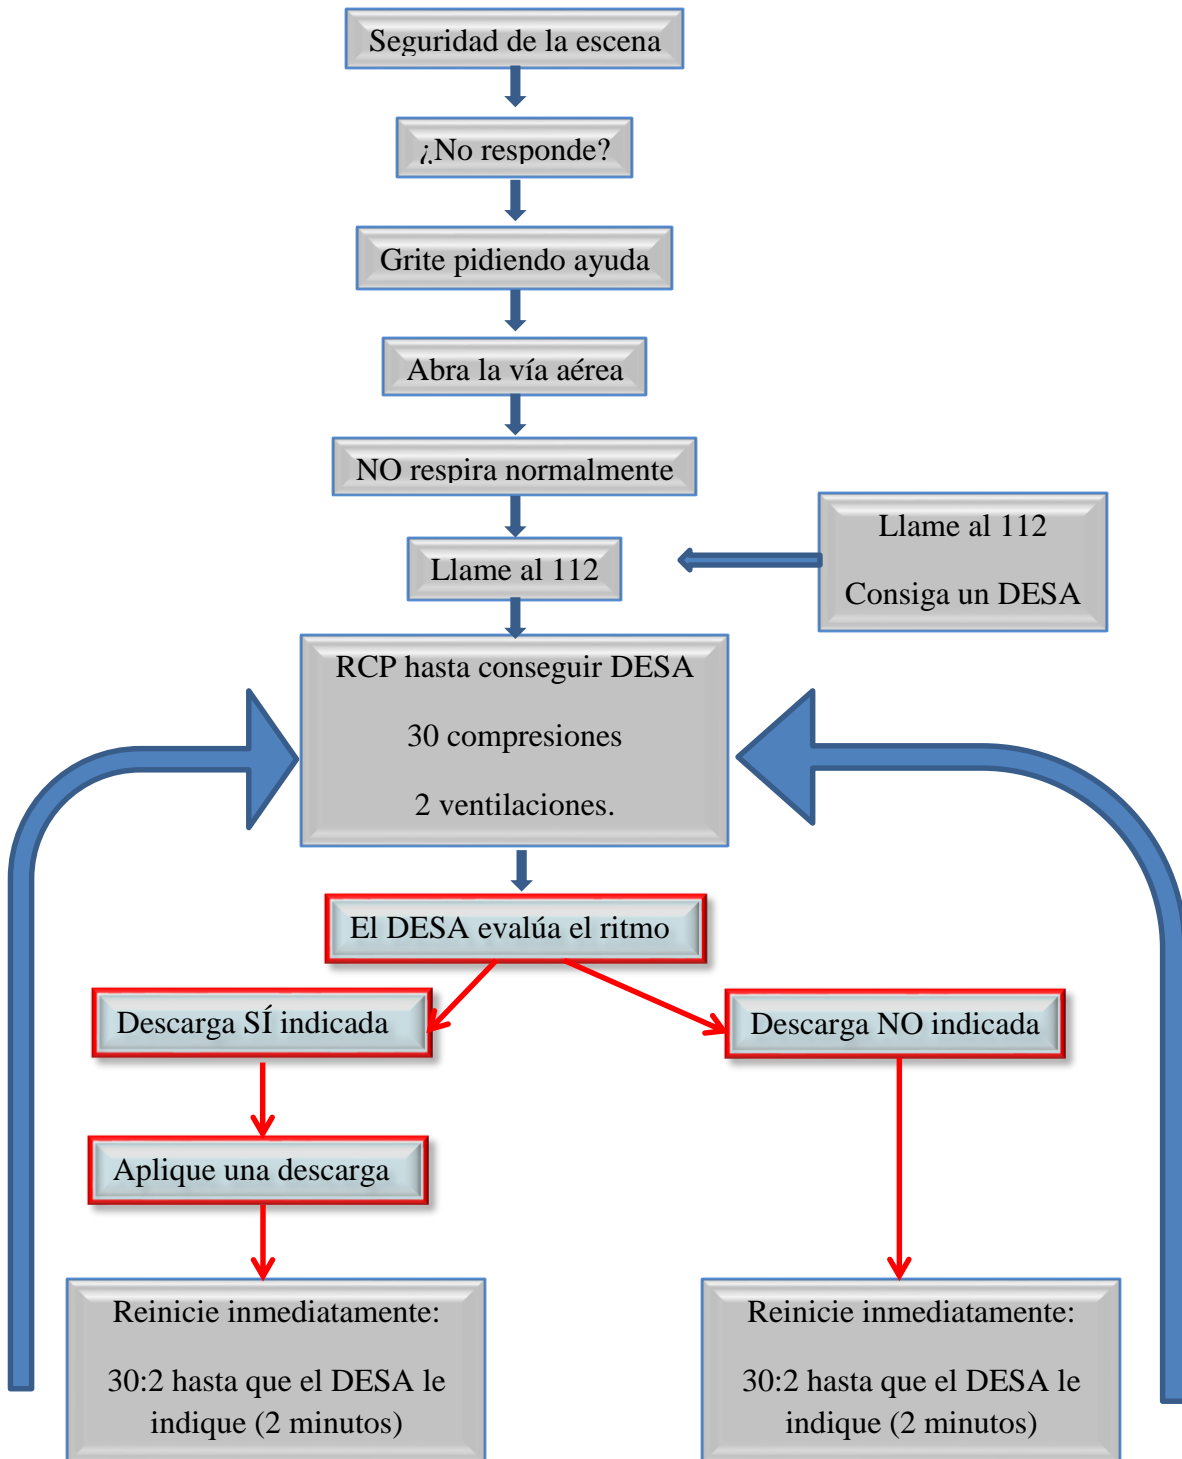 Seguridad de la escena
¿No responde?
Grite pidiendo ayuda
Abra la vía aérea
NO respira normalmente
Llame al 112
Llame al 112
Consiga un DESA
RCP hasta conseguir DESA
30 compresiones
2 ventilaciones.
El DESA evalúa el ritmo
Descarga SÍ indicada
Descarga NO indicada
Aplique una descarga
Reinicie inmediatamente:
30:2 hasta que el DESA le
indique (2 minutos)
Reinicie inmediatamente:
30:2 hasta que el DESA le
indique (2 minutos)